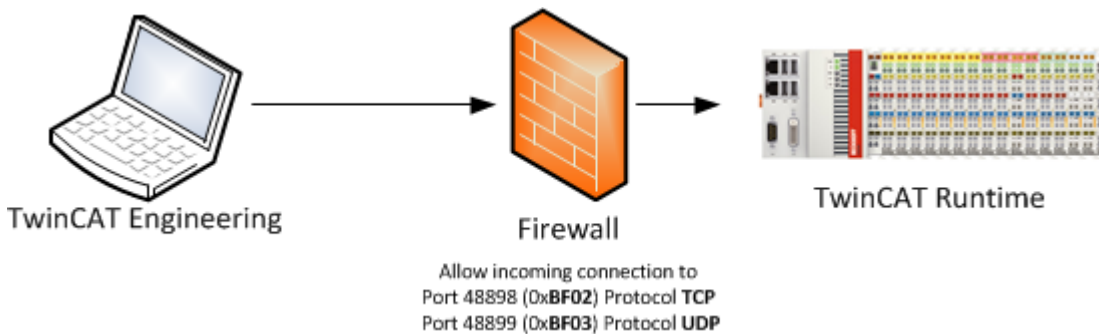 TwinCAT Engineering
Firewall
Allow incoming connection to
Port 48898 (0xBF02) Protocol TCP
Port 48899 (0xBF03) Protocol UDP
TwinCAT Runtime